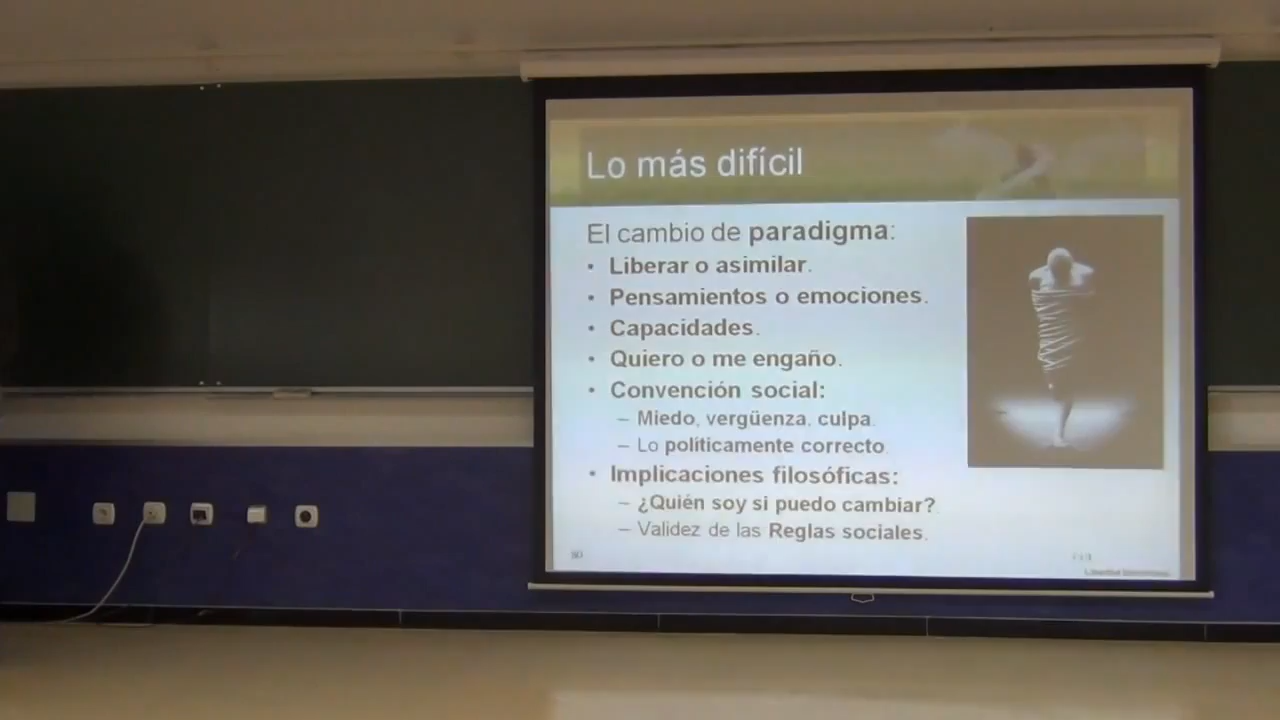 Lo más difícil
El cambio de paradigma:
• Liberar o asimilar.
• Pensamientos o emociones.
• Capacidades.
• Quiero o me engaño.
• Convención social:
– Miedo, vergüenza, culpa.
– Lo políticamente correcto.
• Implicaciones filosóficas:
– ¿Quién soy si puedo cambiar?
– Validez de las Reglas sociales.